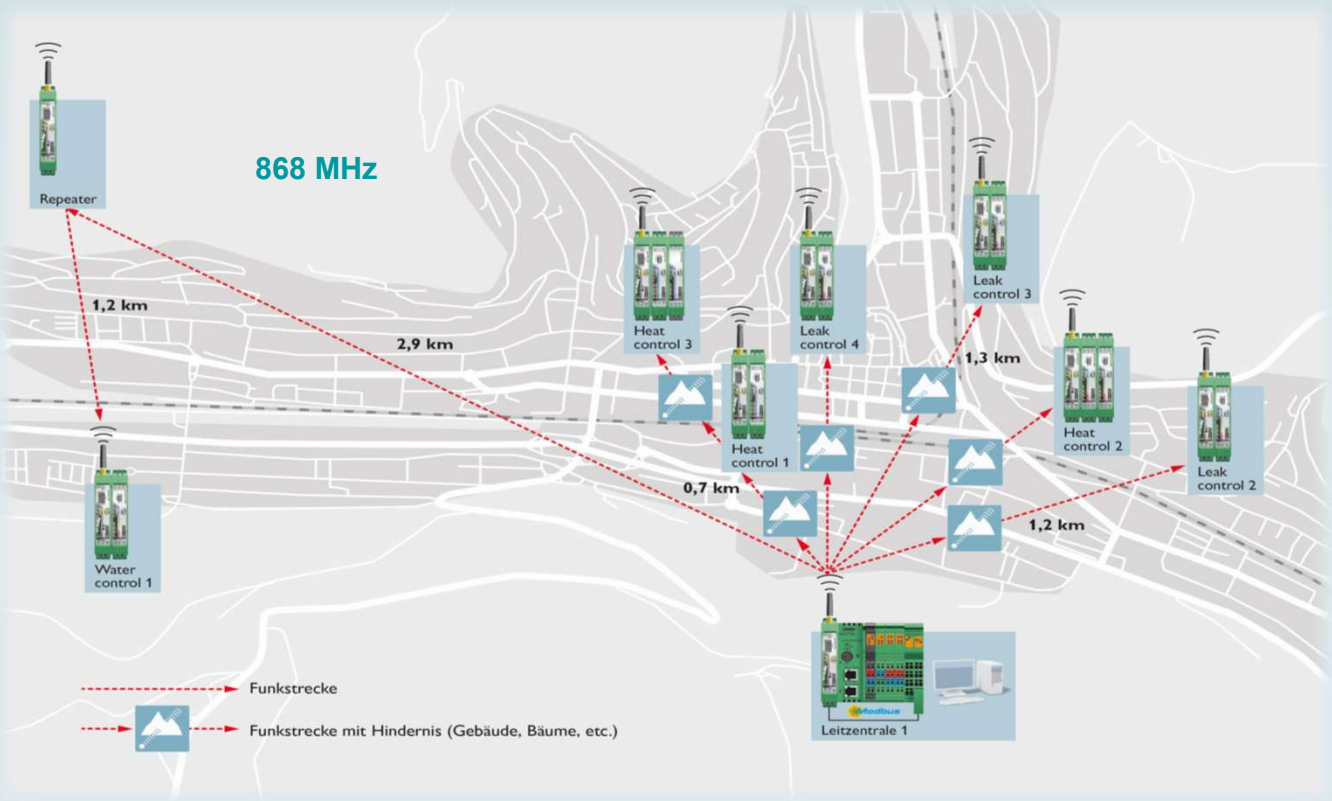 868 MHz
Repeater
1,2 km
2,9 km
Heat
control 3
Leak
control 4
Leak
control 3
1,3 km
Heat
control 1
Heat
control 2
Leak
control 2
0,7 km
1,2 km
Water
control 1
Modbus
Leitzentrale 1
Funkstrecke
Funkstrecke mit Hindernis (Gebäude, Bäume, etc.)